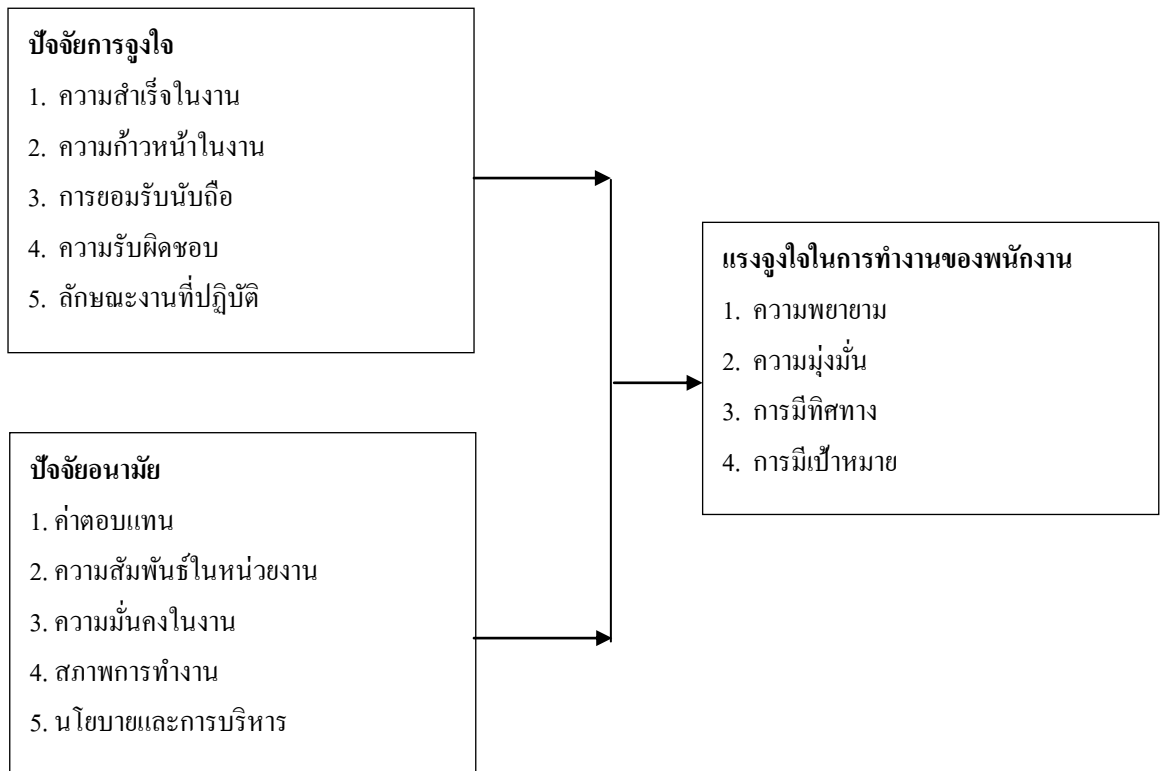 ปัจจัยการจูงใจ
1. ความสำเร็จในงาน
2. ความก้าวหน้าในงาน
3. การยอมรับนับถือ
4. ความรับผิดชอบ
5. ลักษณะงานที่ปฏิบัติ
ปัจจัยอนามัย
1. ค่าตอบแทน
2. ความสัมพันธ์ในหน่วยงาน
3. ความมั่นคงในงาน
4. สภาพการทำงาน
5. นโยบายและการบริหาร
แรงจูงใจในการทำงานของพนักงาน
1. ความพยายาม
2. ความมุ่งมั่น
3. การมีทิศทาง
4. การมีเป้าหมาย